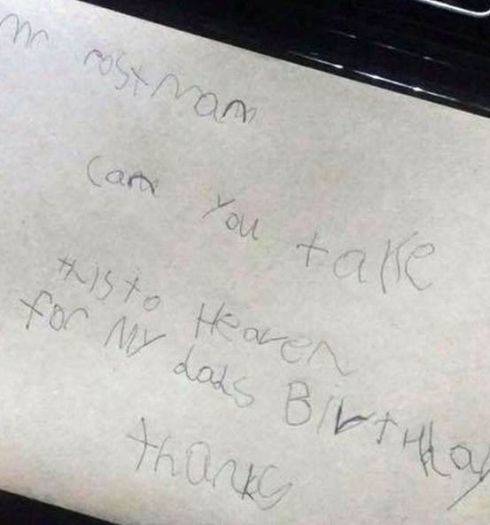 mr Postman
Can you take
this to Heaven
for My dads BirtHday
thanks